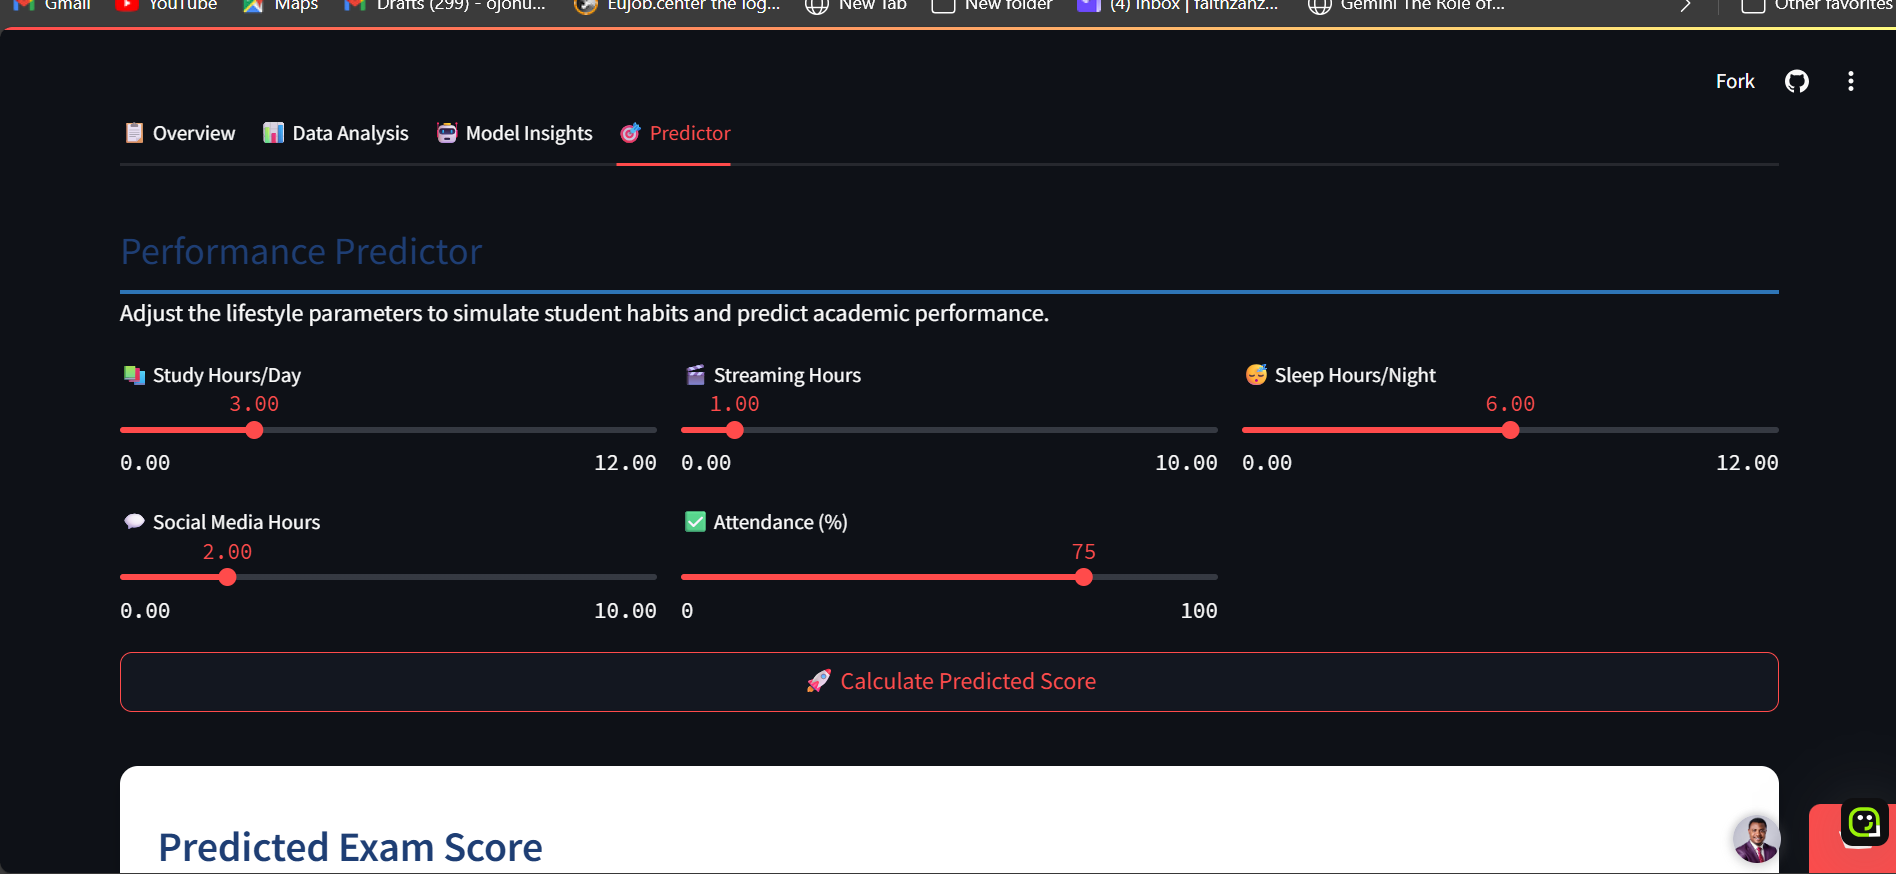 Gmail YouTube Maps Drafts (299) - ojonu... Eujob.center the log... New Tab New folder (4) Inbox | faithzanz... Gemini The Role of... Other favorites
Fork
Overview Data Analysis Model Insights Predictor
Performance Predictor
Adjust the lifestyle parameters to simulate student habits and predict academic performance.
Study Hours/Day Streaming Hours Sleep Hours/Night
3.00 1.00 6.00
0.00 12.00 0.00 10.00 0.00 12.00
Social Media Hours Attendance (%)
2.00 75
0.00 10.00 0 100
Calculate Predicted Score
Predicted Exam Score